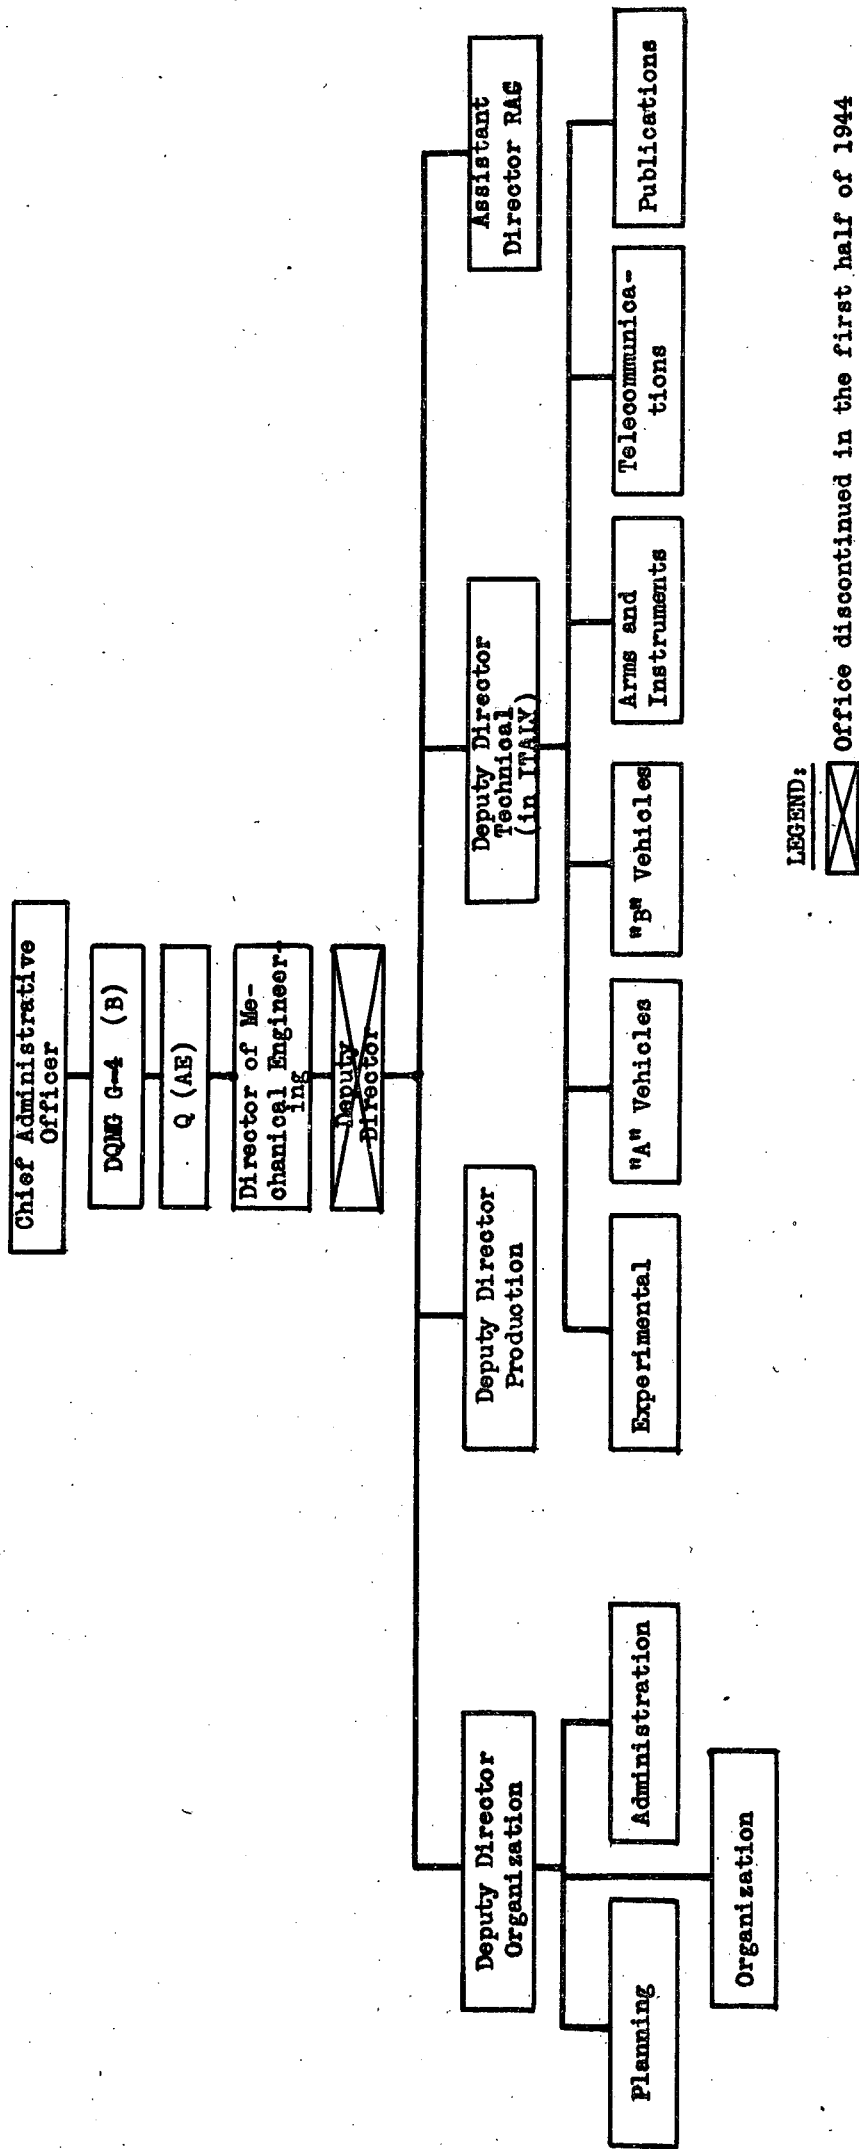 Chief Administrative
Officer
DQMG G-4 (B)
Q (AE)
Director of Me-
chanical Engineer-
ing
Deputy
Director
Deputy Director
Organization
Deputy Director
Production
Deputy Director
Technical
(in ITALY)
Assistant
Director RAG
Planning
Administration
Organization
Experimental
"A" Vehicles
"B" Vehicles
Arms and
Instruments
Telecommunica-
tions
Publications
LEGEND:
Office discontinued in the first half of 1944